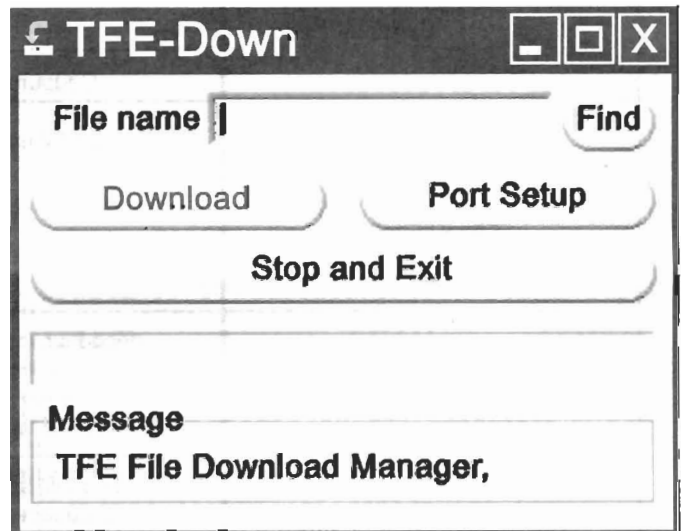 TFE-Down
File name Find
Download Port Setup
Stop and Exit
Message
TFE File Download Manager,